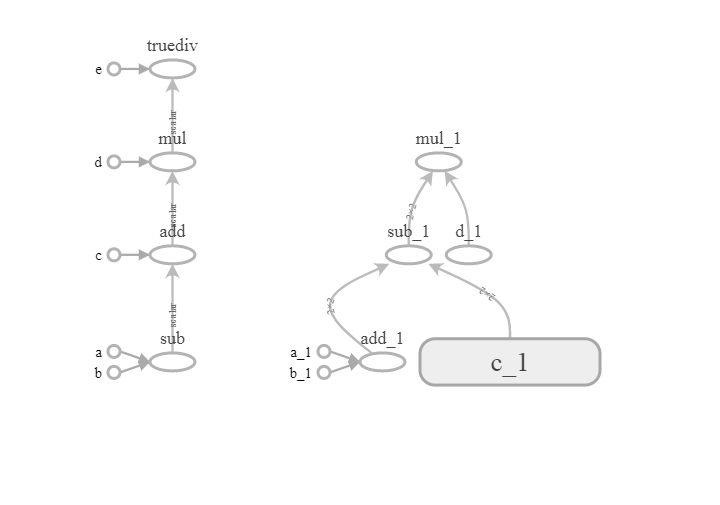 truediv
e
scalar
mul
mul_1
d
scalar
2×2
add
sub_1
d_1
c
scalar
2×2
2×2
sub
add_1
a
a_1
b
b_1
c_1